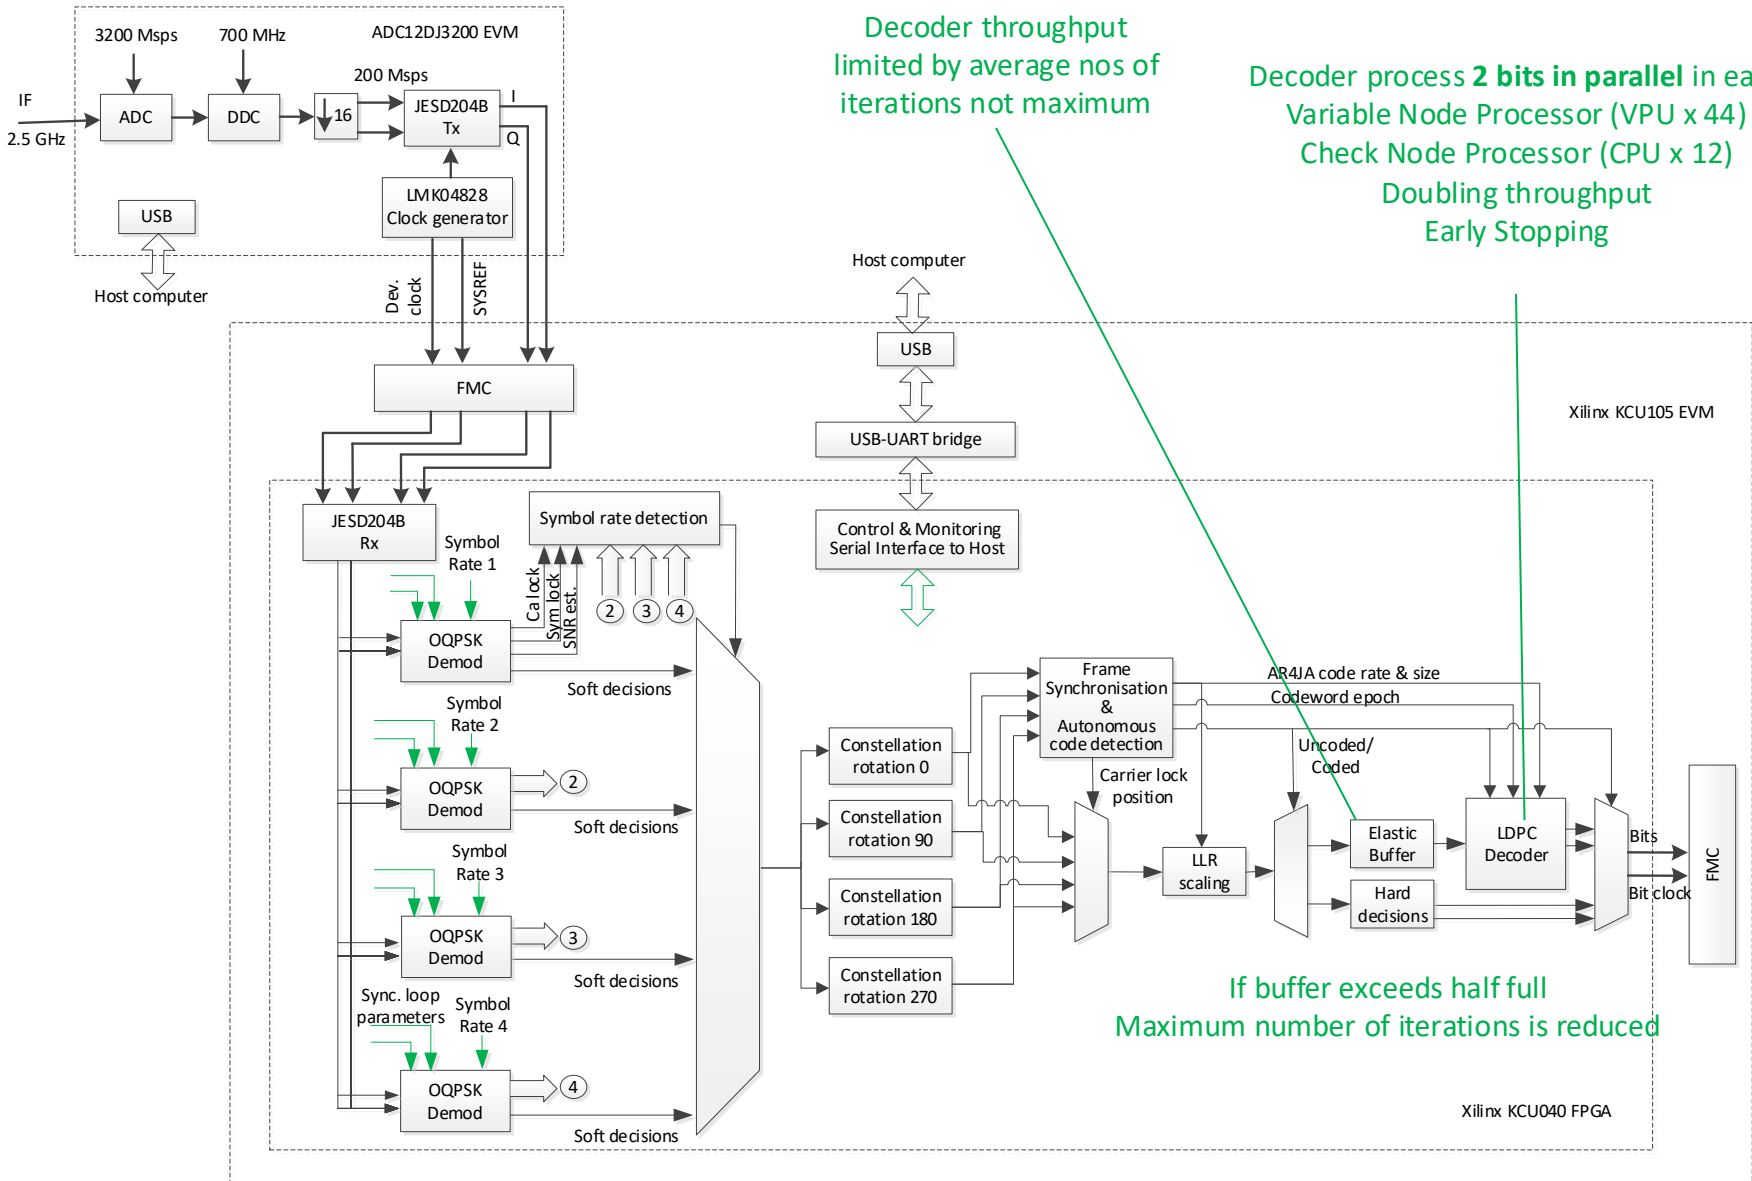 3200 Msps
700 MHz
ADC12DJ3200 EVM
200 Msps
IF
2.5 GHz
ADC
DDC
16
JESD204B
Tx
I
Q
LMK04828
Clock generator
USB
Host computer
Dev.
clock
SYSREF
Decoder throughput
limited by average nos of
iterations not maximum
Decoder process 2 bits in parallel in ea
Variable Node Processor (VPU x 44)
Check Node Processor (CPU x 12)
Doubling throughput
Early Stopping
Host computer
USB
USB-UART bridge
Control & Monitoring
Serial Interface to Host
FMC
Xilinx KCU105 EVM
JESD204B
Rx
Symbol rate detection
Symbol
Rate 1
Ca lock
Sym lock
SNR est.
2
3
4
OQPSK
Demod
Soft decisions
Symbol
Rate 2
OQPSK
Demod
2
Soft decisions
Symbol
Rate 3
OQPSK
Demod
3
Soft decisions
Sync. loop
parameters
Symbol
Rate 4
OQPSK
Demod
4
Soft decisions
Constellation
rotation 0
Constellation
rotation 90
Constellation
rotation 180
Constellation
rotation 270
Frame
Synchronisation
&
Autonomous
code detection
AR4JA code rate & size
Codeword epoch
Uncoded/
Coded
Carrier lock
position
LLR
scaling
Elastic
Buffer
Hard
decisions
LDPC
Decoder
Bits
Bit clock
FMC
If buffer exceeds half full
Maximum number of iterations is reduced
Xilinx KCU040 FPGA